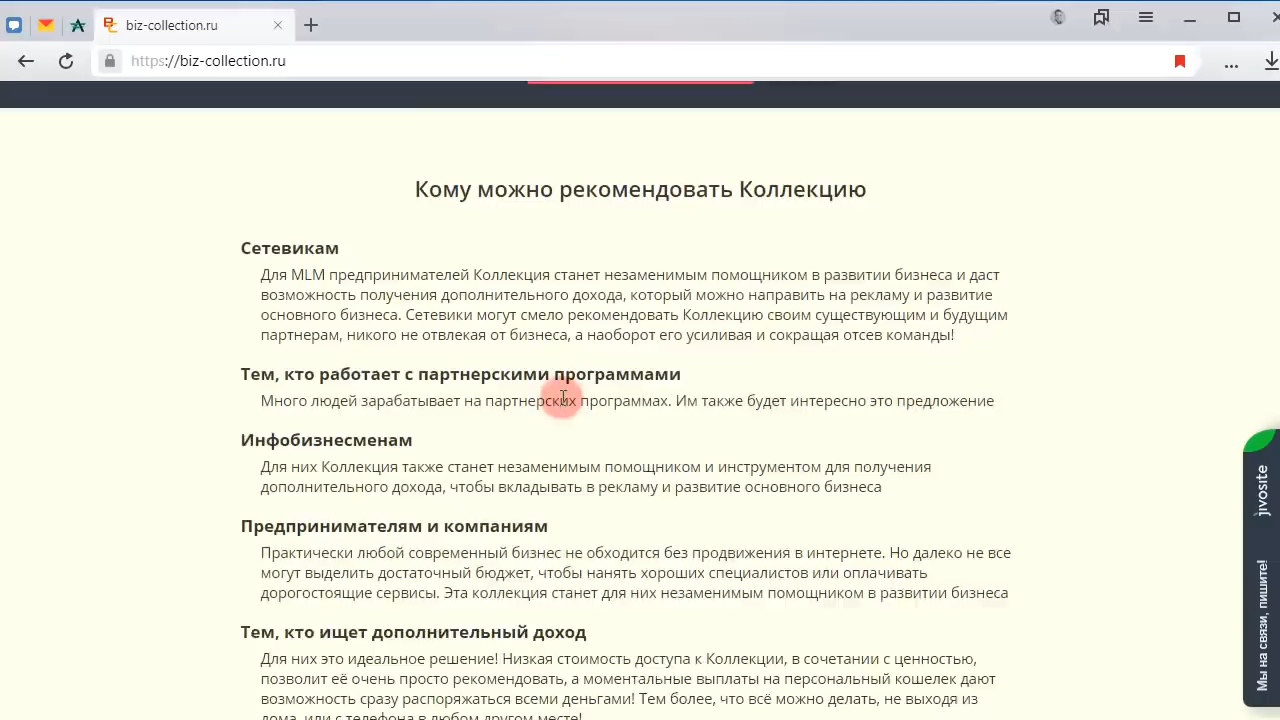 biz-collection.ru
https://biz-collection.ru
Кому можно рекомендовать Коллекцию
Сетевикам
Для MLM предпринимателей Коллекция станет незаменимым помощником в развитии бизнеса и даст
возможность получения дополнительного дохода, который можно направить на рекламу и развитие
основного бизнеса. Сетевики могут смело рекомендовать Коллекцию своим существующим и будущим
партнерам, никого не отвлекая от бизнеса, а наоборот его усиливая и сокращая отсев команды!
Тем, кто работает с партнерскими программами
Много людей зарабатывает на партнерских программах. Им также будет интересно это предложение
Инфобизнесменам
Для них Коллекция также станет незаменимым помощником и инструментом для получения
дополнительного дохода, чтобы вкладывать в рекламу и развитие основного бизнеса
Предпринимателям и компаниям
Практически любой современный бизнес не обходится без продвижения в интернете. Но далеко не все
могут выделить достаточный бюджет, чтобы нанять хороших специалистов или оплачивать
дорогостоящие сервисы. Эта коллекция станет для них незаменимым помощником в развитии бизнеса
Тем, кто ищет дополнительный доход
Для них это идеальное решение! Низкая стоимость доступа к Коллекции, в сочетании с ценностью,
позволит её очень просто рекомендовать, а моментальные выплаты на персональный кошелек дают
возможность сразу распоряжаться всеми деньгами! Тем более, что всё можно делать, не выходя из
дома, или с телефона в любом другом месте!
jivosite
Мы на связи, пишите!